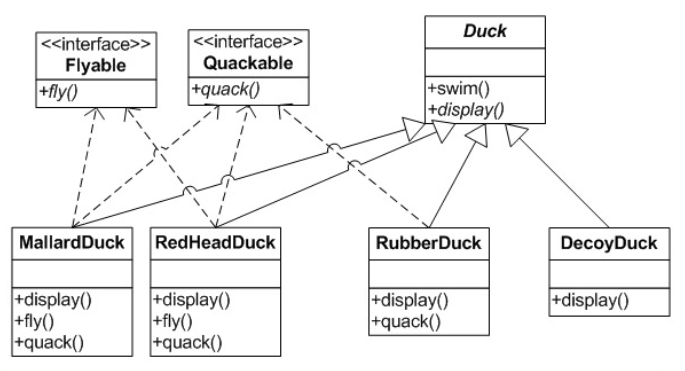 <<interface>>
Flyable
+fly()
<<interface>>
Quackable
+quack()
Duck
+swim()
+display()
MallardDuck
+display()
+fly()
+quack()
RedHeadDuck
+display()
+fly()
+quack()
RubberDuck
+display()
+quack()
DecoyDuck
+display()